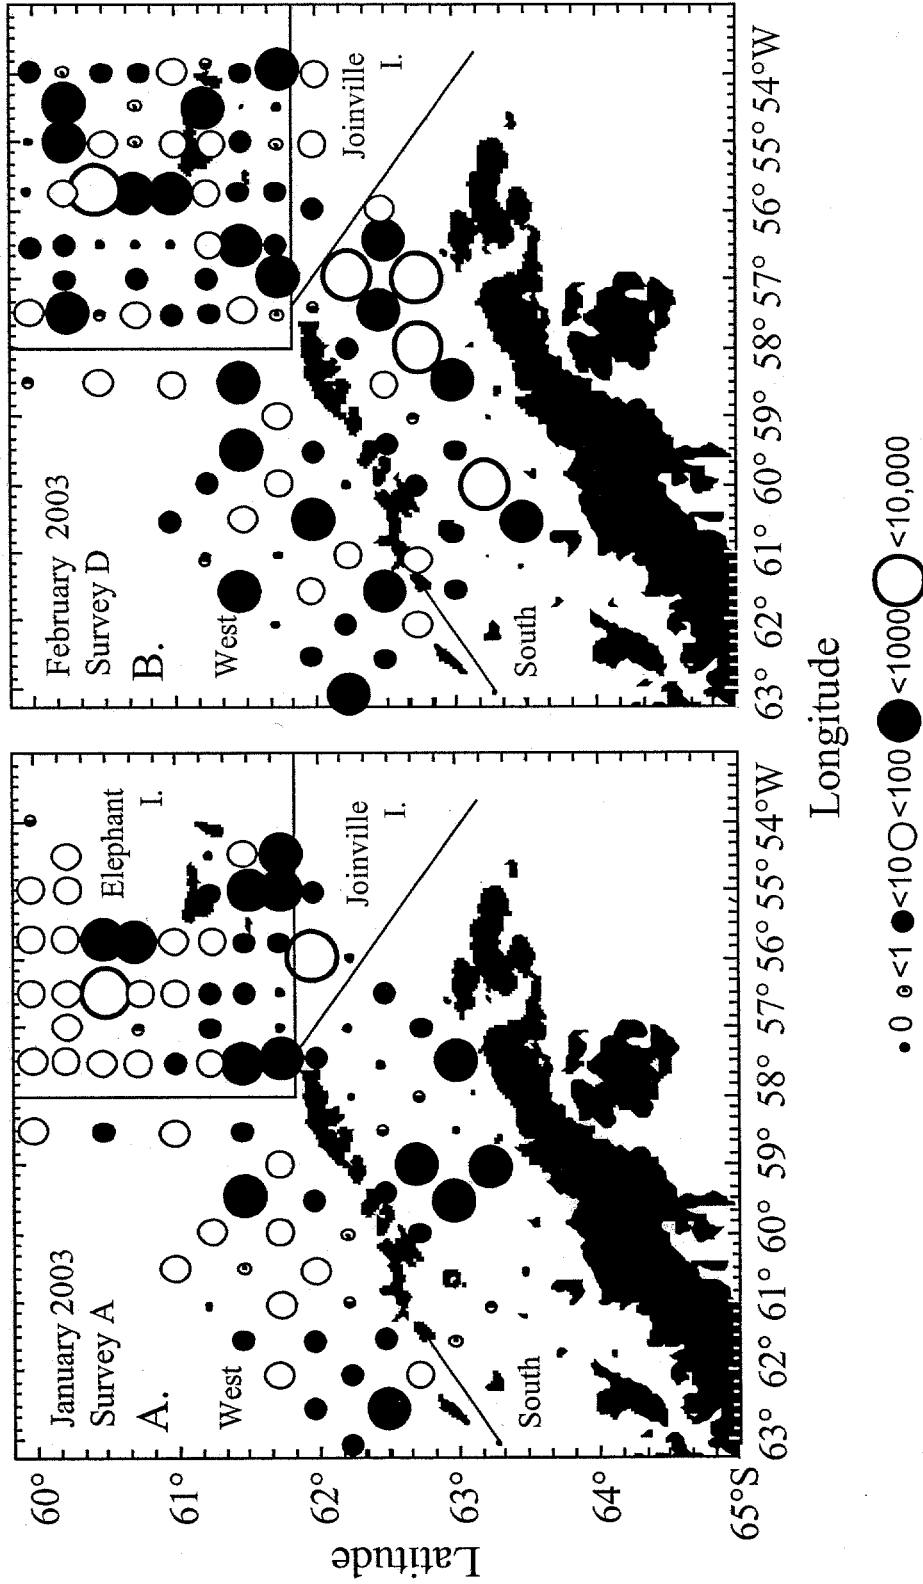 January 2003
Survey A
A.
West
South
Elephant
I.
Joinville
I.
60°
61°
62°
63°
64°
65°S
Latitude
63° 62° 61° 60° 59° 58° 57° 56° 55° 54°W
February 2003
Survey D
B.
West
South
Joinville
I.
63° 62° 61° 60° 59° 58° 57° 56° 55° 54°W
Longitude
0 <1 <10 <100 <1000 <10,000